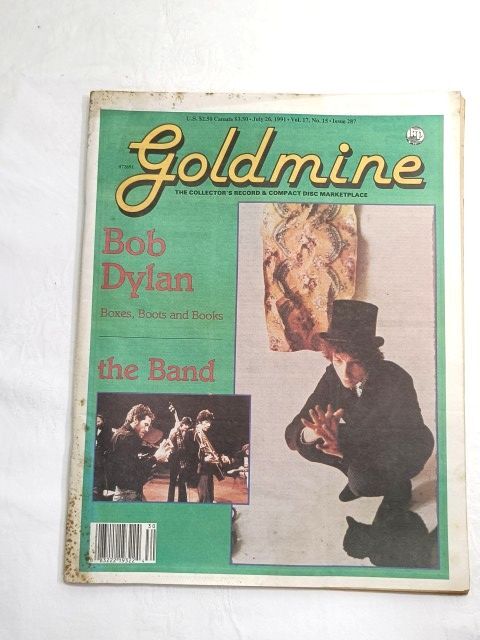 U.S. $2.50 Canada $3.50 • July 26, 1991 • Vol. 17, No. 15 • Issue 287
Goldmine
THE COLLECTOR'S RECORD & COMPACT DISC MARKETPLACE
Bob
Dylan
Boxes, Boots and Books
the Band
30